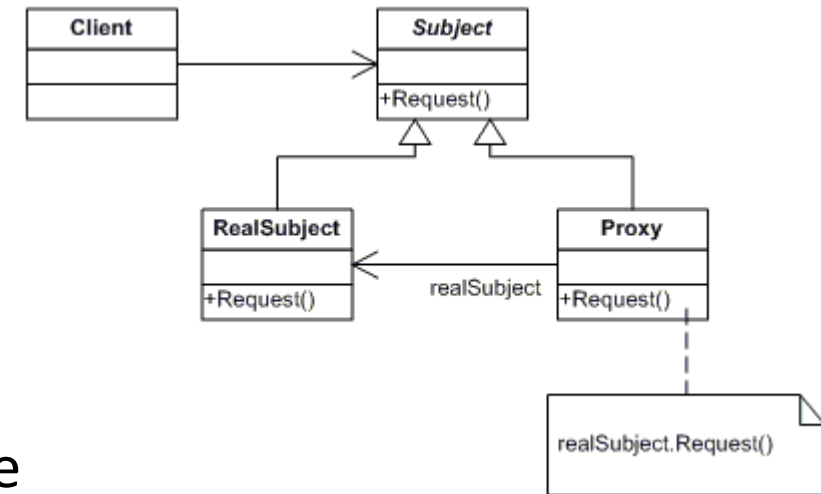 Client
Subject
+Request()
RealSubject
+Request()
realSubject
Proxy
+Request()
realSubject.Request()